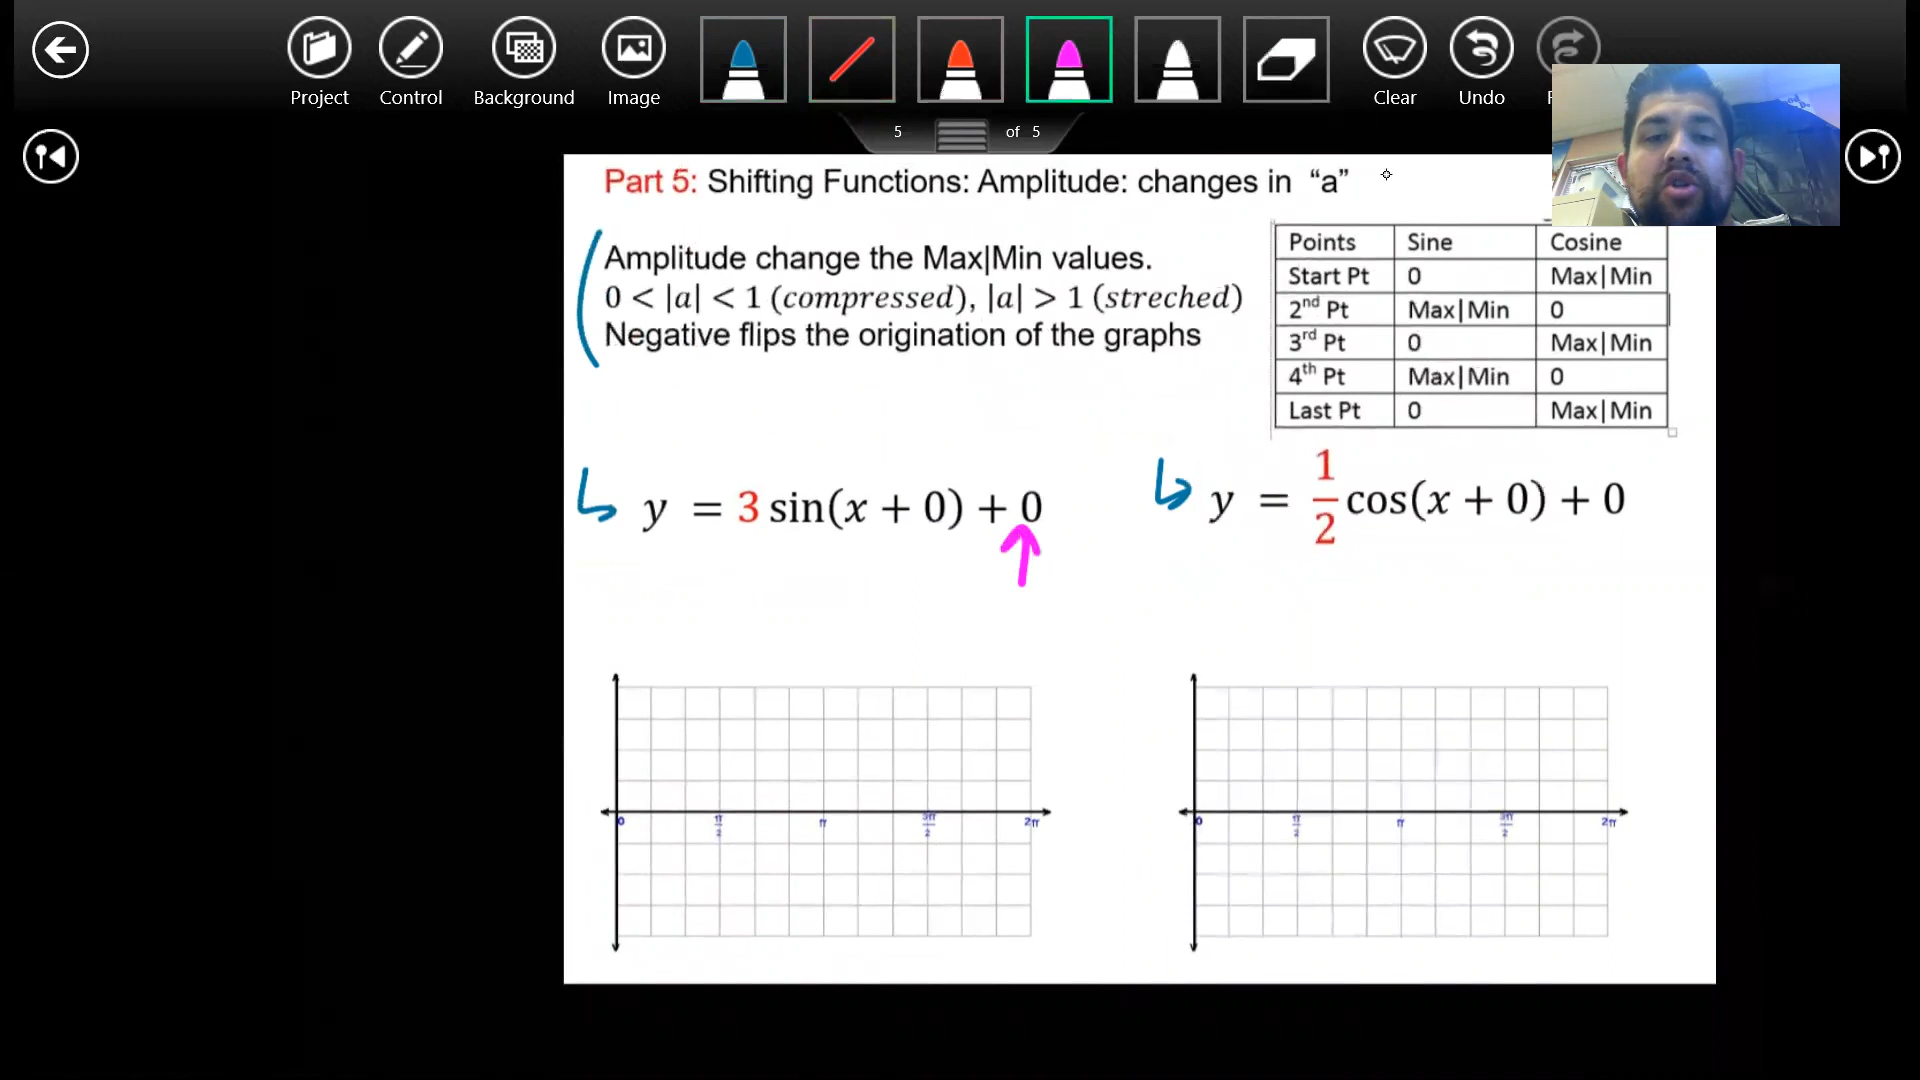 Project Control Background Image Clear Undo
5 of 5
Part 5: Shifting Functions: Amplitude: changes in “a”
Amplitude change the Max|Min values.
0 < |a| < 1 (compressed), |a| > 1 (streched)
Negative flips the origination of the graphs
Points Sine Cosine
Start Pt 0 Max|Min
2nd Pt Max|Min 0
3rd Pt 0 Max|Min
4th Pt Max|Min 0
Last Pt 0 Max|Min
y = 3 sin(x + 0) + 0
y = 1/2 cos(x + 0) + 0
0 π/2 π 3π/2 2π
0 π/2 π 3π/2 2π